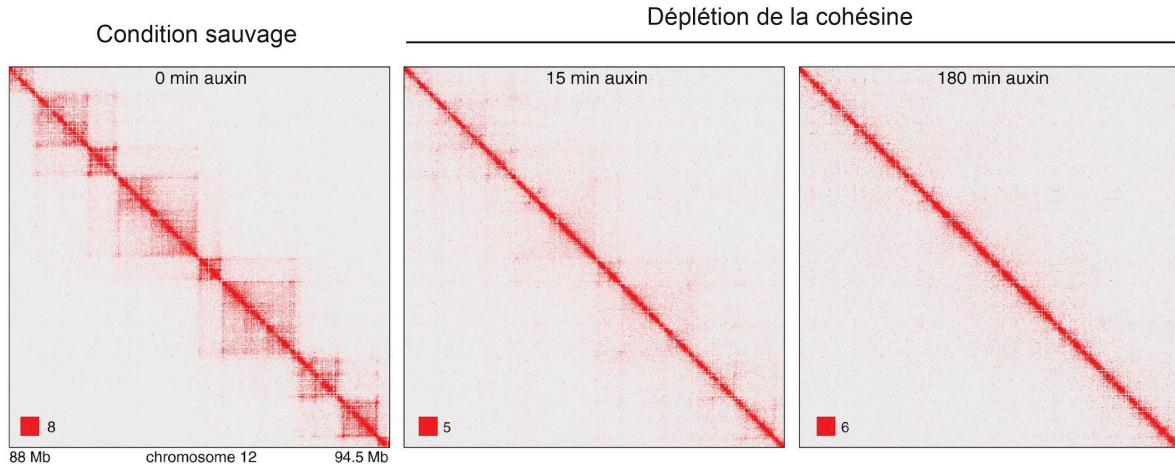 Condition sauvage
Déplétion de la cohésine
0 min auxin
15 min auxin
180 min auxin
8
5
6
88 Mb
chromosome 12
94.5 Mb